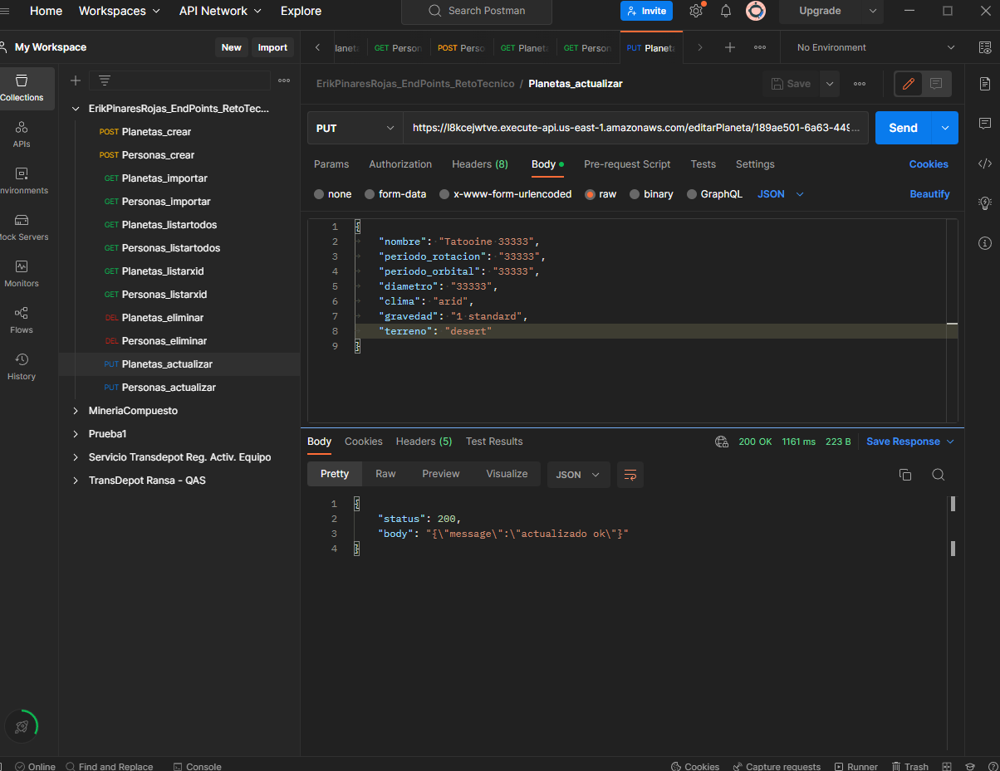 Home Workspaces API Network Explore Search Postman Invite Upgrade
My Workspace New Import
GET Person POST Perso GET Planet GET Person PUT Planeta No Environment
Collections
APIs
Mock Servers
Monitors
Flows
History
ErikPinaresRojas_EndPoints_RetoTec...
POST Planetas_crear
POST Personas_crear
GET Planetas_importar
GET Personas_importar
GET Planetas_listartodos
GET Personas_listartodos
GET Planetas_listarxid
GET Personas_listarxid
DEL Planetas_eliminar
DEL Personas_eliminar
PUT Planetas_actualizar
PUT Personas_actualizar
MineriaCompuesto
Prueba1
Servicio Transdepot Reg. Activ. Equipo
TransDepot Ransa - QAS
ErikPinaresRojas_EndPoints_RetoTecnico / Planetas_actualizar Save
PUT https://l8kcejwtve.execute-api.us-east-1.amazonaws.com/editarPlaneta/189ae501-6a63-449... Send
Params Authorization Headers (8) Body Pre-request Script Tests Settings Cookies
none form-data x-www-form-urlencoded raw binary GraphQL JSON Beautify
1 {
2 "nombre": "Tatooine 33333",
3 "periodo_rotacion": "33333",
4 "periodo_orbital": "33333",
5 "diametro": "33333",
6 "clima": "arid",
7 "gravedad": "1 standard",
8 "terreno": "desert"
9 }
Body Cookies Headers (5) Test Results 200 OK 1161 ms 223 B Save Response
Pretty Raw Preview Visualize JSON
1 {
2 "status": 200,
3 "body": "{\"message\":\"actualizado ok\"}"
4 }
Online Find and Replace Console Cookies Capture requests Runner Trash